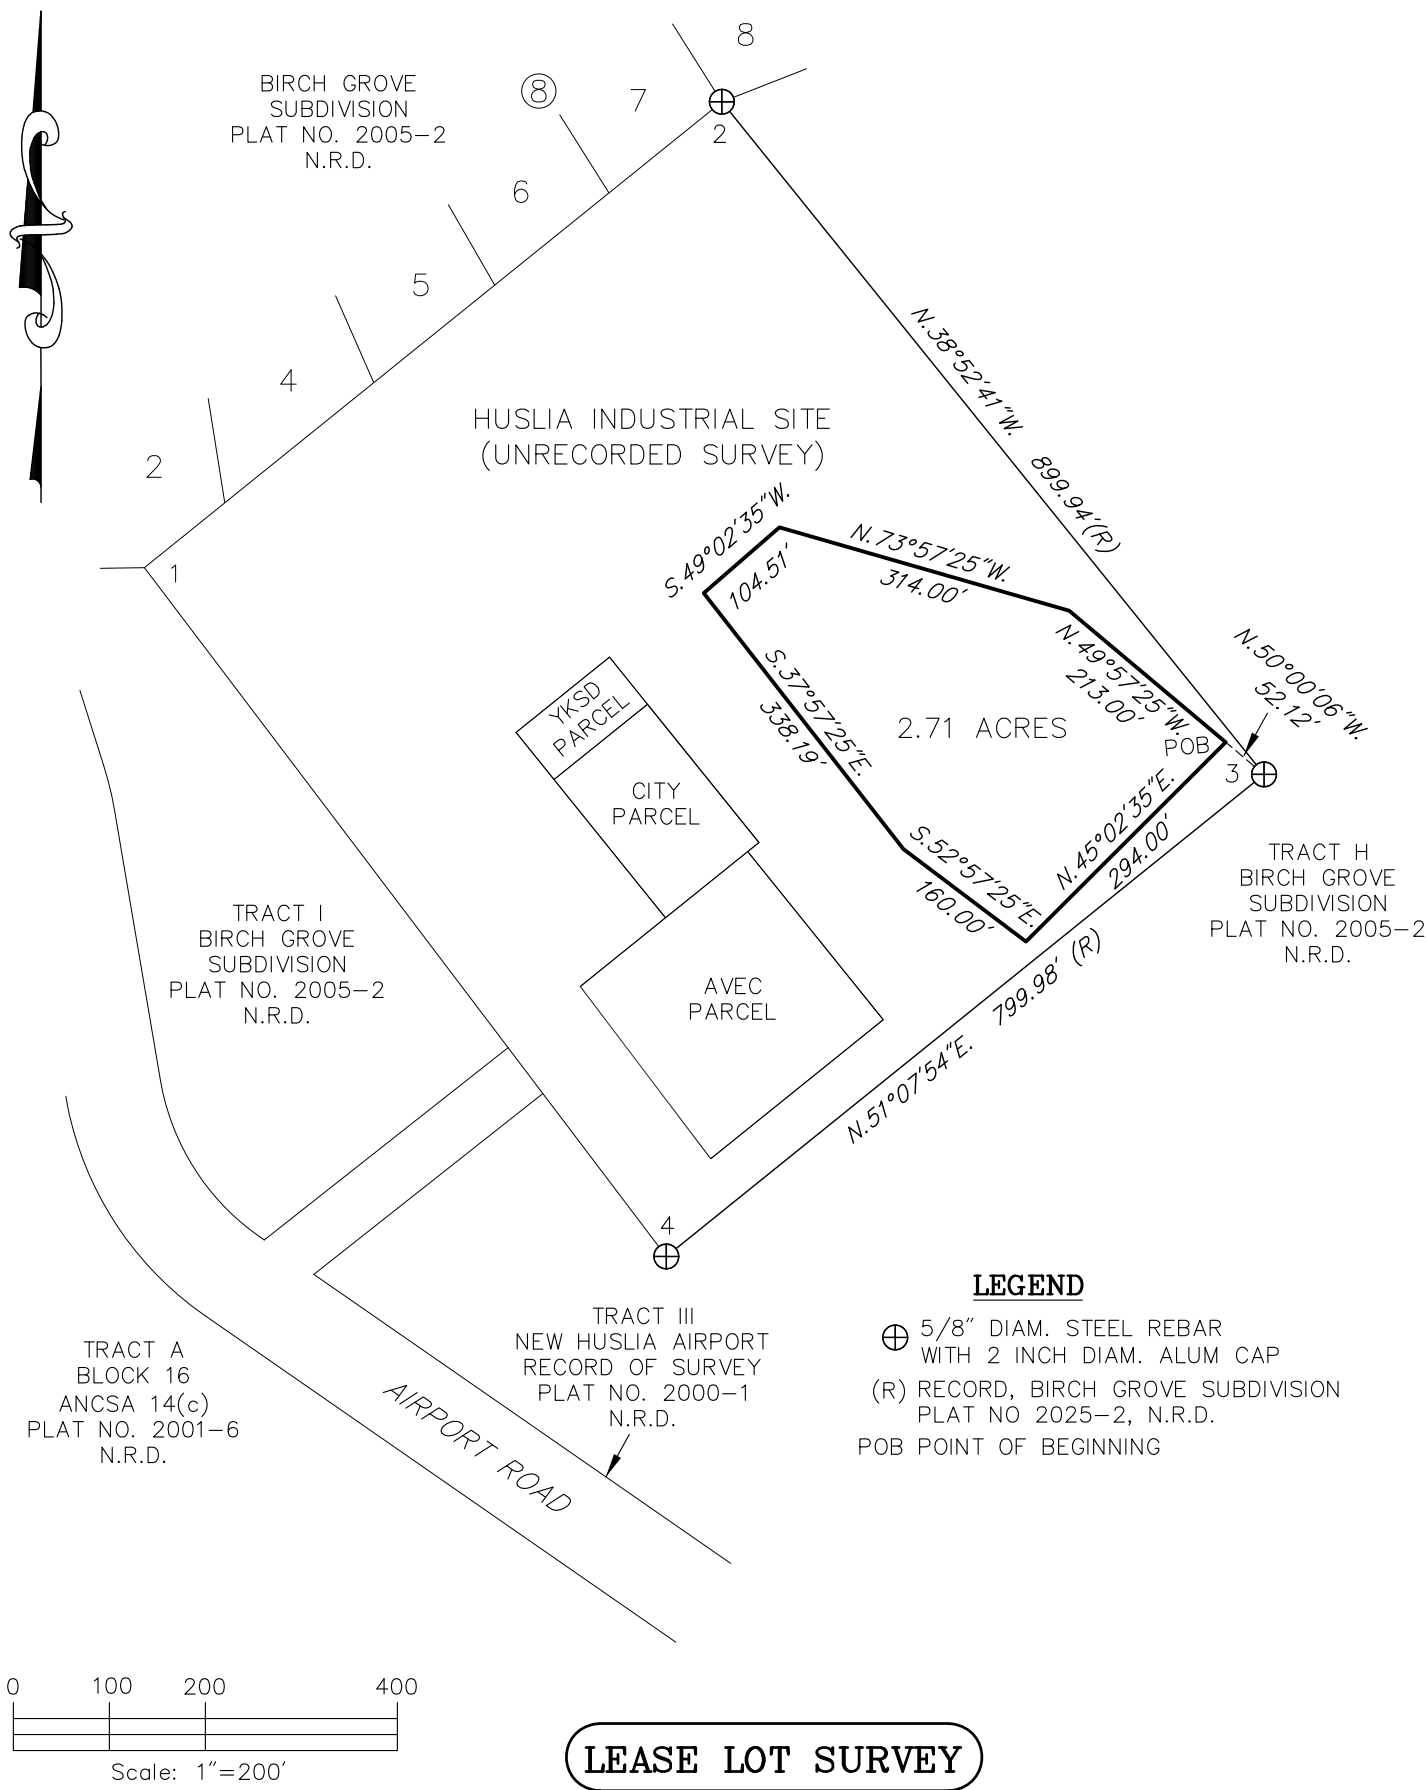 8
BIRCH GROVE
SUBDIVISION
PLAT NO. 2005-2
N.R.D.
8
7
2
6
5
4
2
1
N.38°52'41"W. 899.94'(R)
HUSLIA INDUSTRIAL SITE
(UNRECORDED SURVEY)
S.49°02'35"W.
104.51'
N.73°57'25"W.
314.00'
N.49°57'25"W.
213.00'
N.50°00'06"W.
52.12'
S.37°57'25"E.
338.19'
2.71 ACRES
POB
3
YKSD
PARCEL
CITY
PARCEL
S.52°57'25"E.
160.00'
N.45°02'35"E.
294.00'
TRACT H
BIRCH GROVE
SUBDIVISION
PLAT NO. 2005-2
N.R.D.
TRACT I
BIRCH GROVE
SUBDIVISION
PLAT NO. 2005-2
N.R.D.
AVEC
PARCEL
N.51°07'54"E. 799.98' (R)
4
LEGEND
5/8" DIAM. STEEL REBAR
WITH 2 INCH DIAM. ALUM CAP
(R) RECORD, BIRCH GROVE SUBDIVISION
PLAT NO 2025-2, N.R.D.
POB POINT OF BEGINNING
TRACT III
NEW HUSLIA AIRPORT
RECORD OF SURVEY
PLAT NO. 2000-1
N.R.D.
TRACT A
BLOCK 16
ANCSA 14(c)
PLAT NO. 2001-6
N.R.D.
AIRPORT ROAD
0 100 200 400
Scale: 1"=200'
LEASE LOT SURVEY